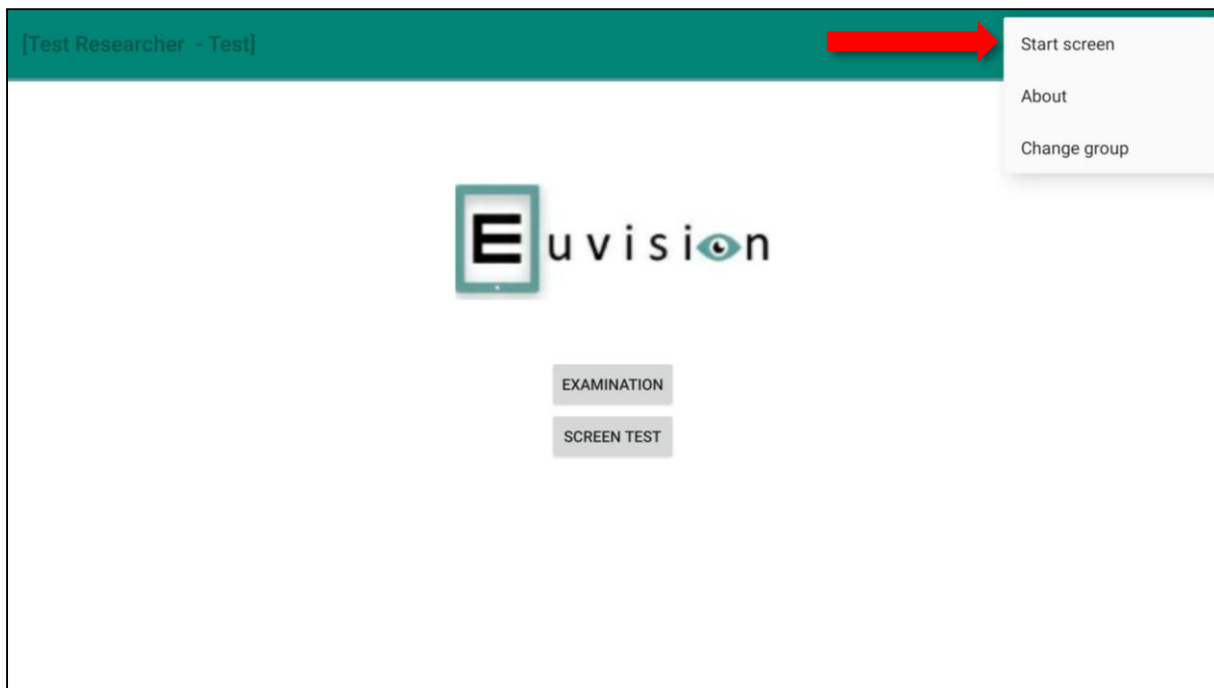 [Test Researcher - Test]
Start screen
About
Change group
Euvision
EXAMINATION
SCREEN TEST